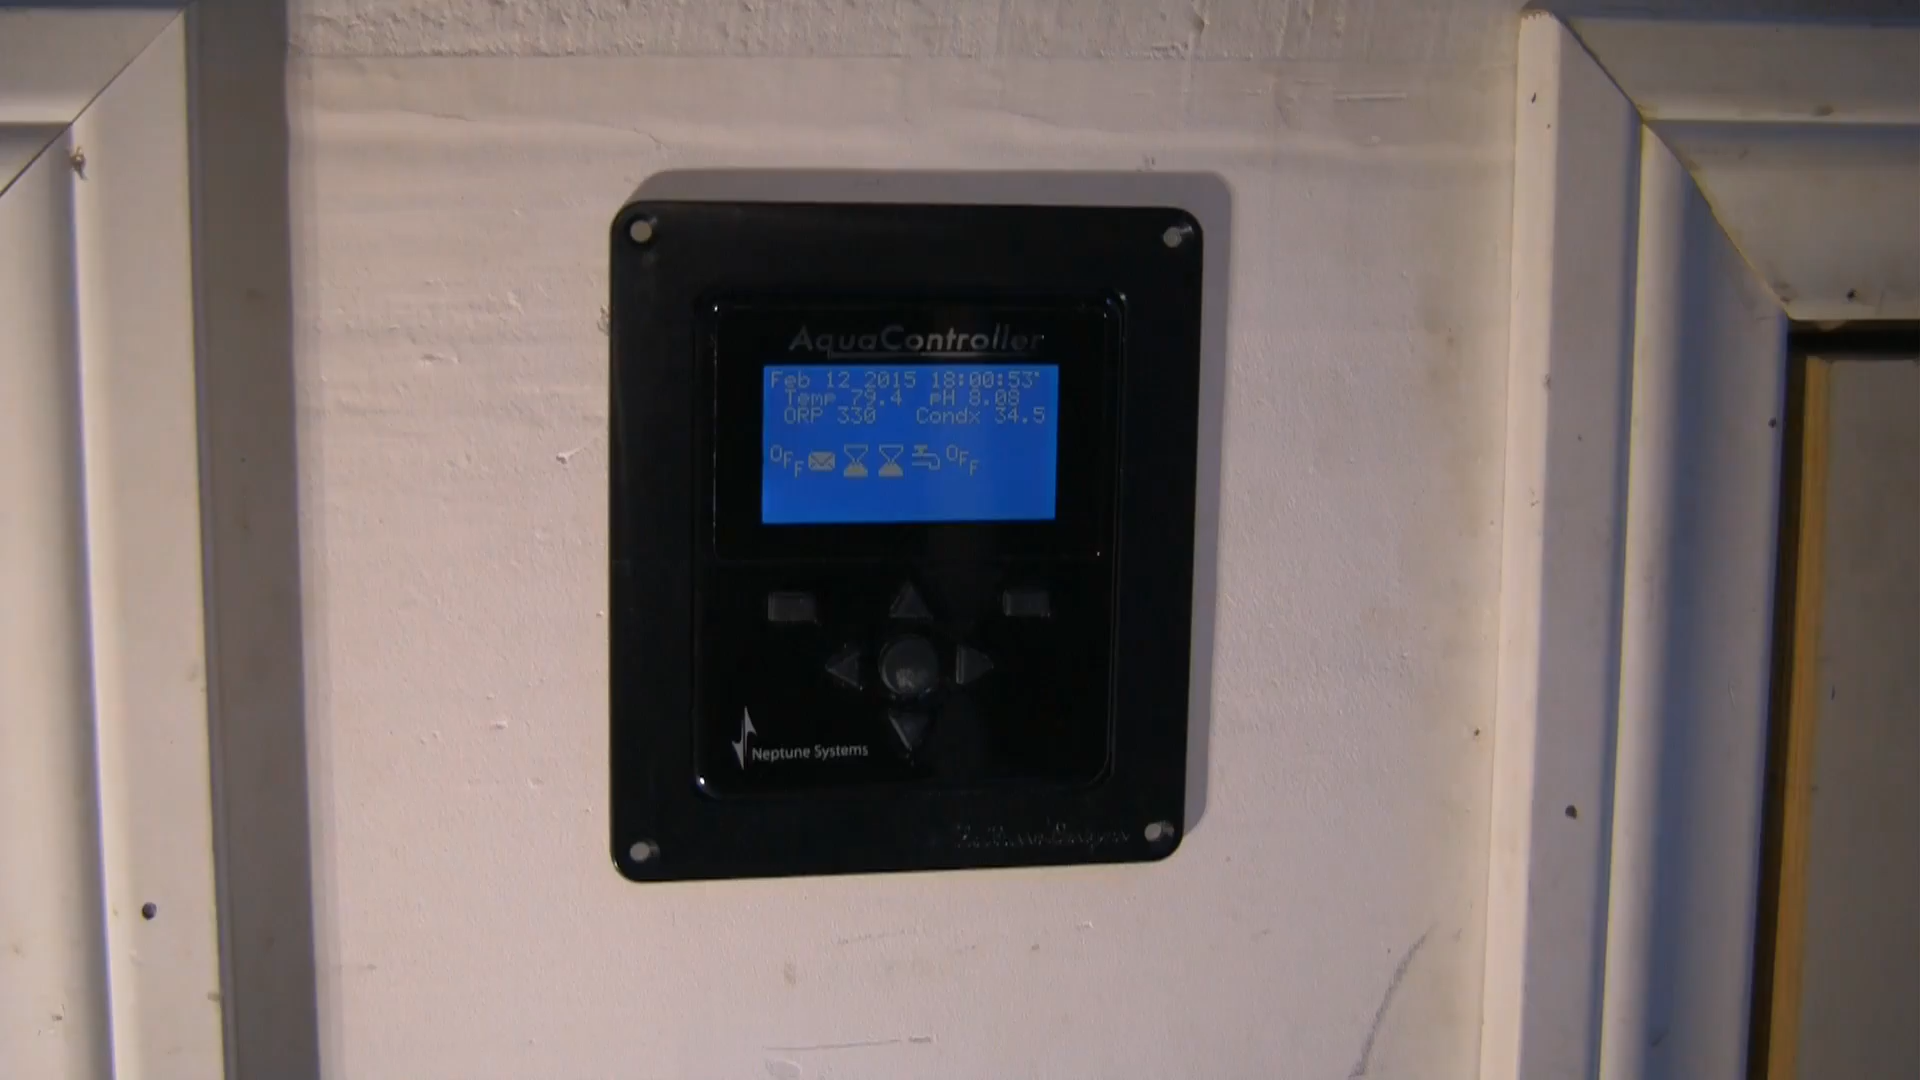 AquaController
Feb 12 2015 18:00:53
Temp 79.4 pH 8.08
ORP 330 Condx 34.5
OFF OFF
Neptune Systems